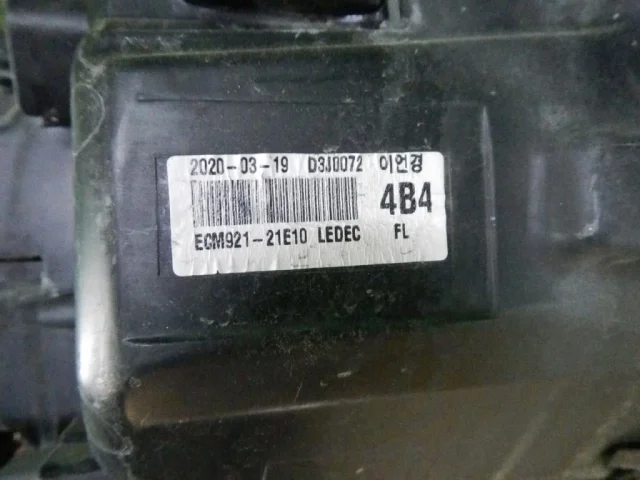 2020-03-19 D3J0072 이언경
4B4
ECM921-21E10 LEDEC FL